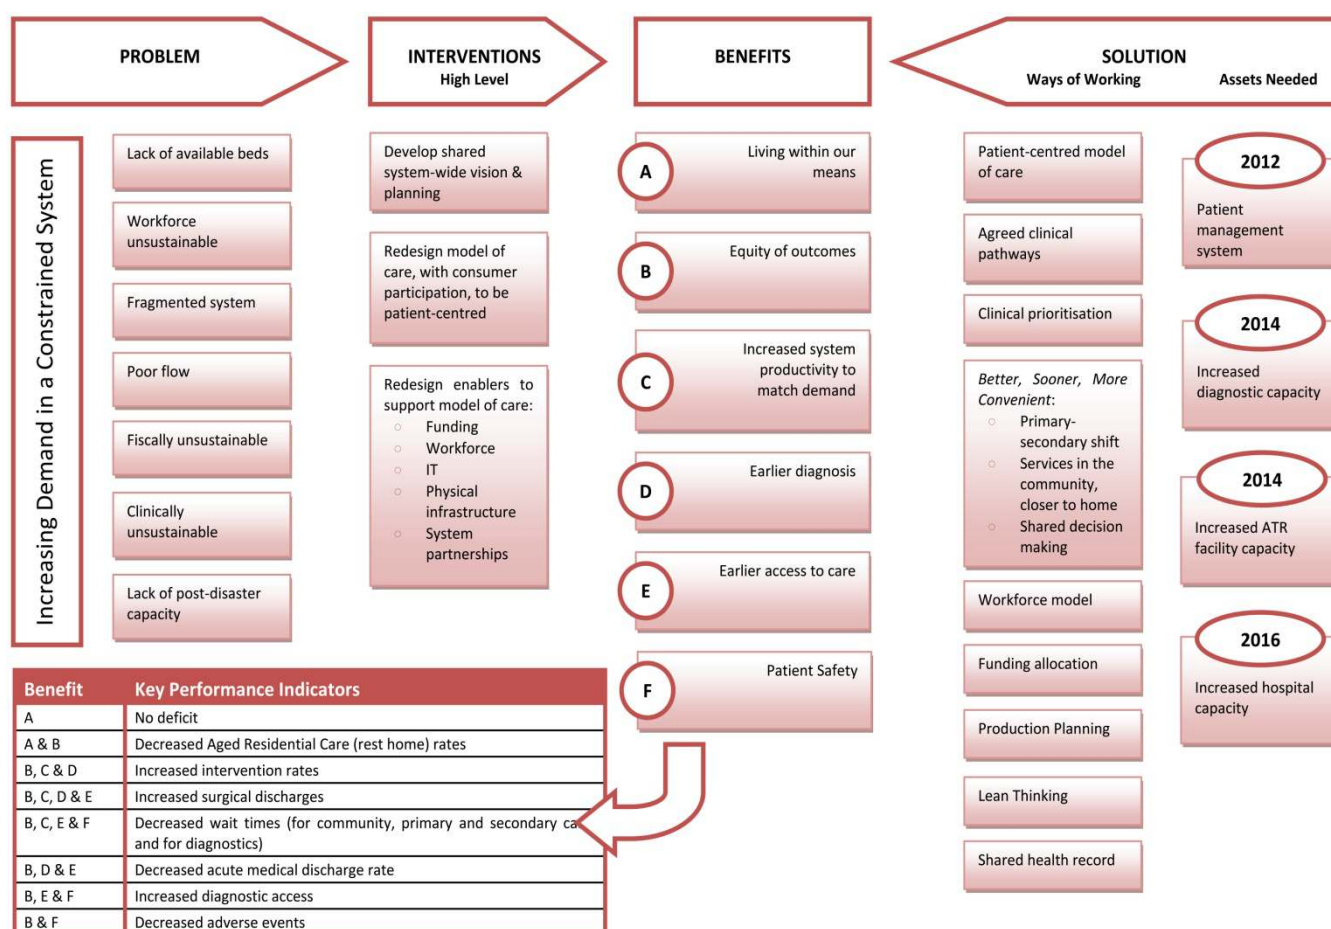 PROBLEM
INTERVENTIONS
High Level
BENEFITS
SOLUTION
Ways of Working
Assets Needed
Increasing Demand in a Constrained System
Lack of available beds
Workforce
unsustainable
Fragmented system
Poor flow
Fiscally unsustainable
Clinically
unsustainable
Lack of post-disaster
capacity
Develop shared
system-wide vision &
planning
Redesign model of
care, with consumer
participation, to be
patient-centred
Redesign enablers to
support model of care:
○ Funding
○ Workforce
○ IT
○ Physical
infrastructure
○ System
partnerships
A
Living within our
means
B
Equity of outcomes
C
Increased system
productivity to
match demand
D
Earlier diagnosis
E
Earlier access to care
F
Patient Safety
Patient-centred model
of care
Agreed clinical
pathways
Clinical prioritisation
Better, Sooner, More
Convenient:
○ Primary-
secondary shift
○ Services in the
community,
closer to home
○ Shared decision
making
Workforce model
Funding allocation
Production Planning
Lean Thinking
Shared health record
2012
Patient
management
system
2014
Increased
diagnostic capacity
2014
Increased ATR
facility capacity
2016
Increased hospital
capacity
Benefit Key Performance Indicators
A No deficit
A & B Decreased Aged Residential Care (rest home) rates
B, C & D Increased intervention rates
B, C, D & E Increased surgical discharges
B, C, E & F Decreased wait times (for community, primary and secondary ca
and for diagnostics)
B, D & E Decreased acute medical discharge rate
B, E & F Increased diagnostic access
B & F Decreased adverse events